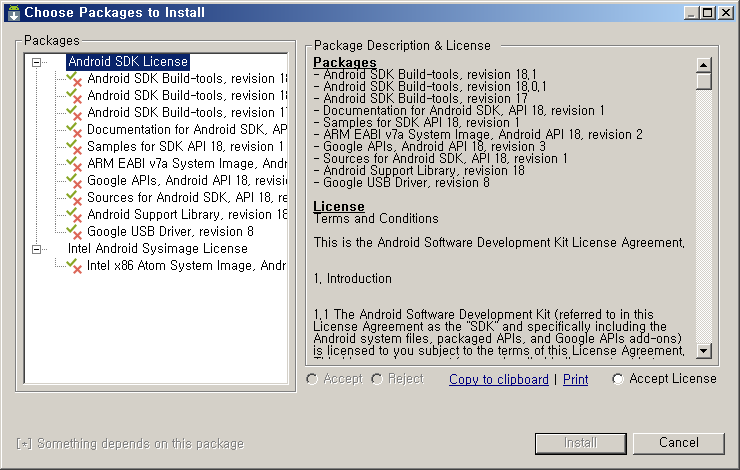 Choose Packages to Install
Packages
Android SDK License
Android SDK Build-tools, revision 18
Android SDK Build-tools, revision 18
Android SDK Build-tools, revision 17
Documentation for Android SDK, AP
Samples for SDK API 18, revision 1
ARM EABI v7a System Image, Andr
Google APIs, Android API 18, revisi
Sources for Android SDK, API 18, re
Android Support Library, revision 18
Google USB Driver, revision 8
Intel Android Sysimage License
Intel x86 Atom System Image, Andr
Package Description & License
Packages
- Android SDK Build-tools, revision 18.1
- Android SDK Build-tools, revision 18.0.1
- Android SDK Build-tools, revision 17
- Documentation for Android SDK, API 18, revision 1
- Samples for SDK API 18, revision 1
- ARM EABI v7a System Image, Android API 18, revision 2
- Google APIs, Android API 18, revision 3
- Sources for Android SDK, API 18, revision 1
- Android Support Library, revision 18
- Google USB Driver, revision 8
License
Terms and Conditions
This is the Android Software Development Kit License Agreement.
1. Introduction
1.1 The Android Software Development Kit (referred to in this
License Agreement as the "SDK" and specifically including the
Android system files, packaged APIs, and Google APIs add-ons)
is licensed to you subject to the terms of this License Agreement.
Accept Reject Copy to clipboard | Print Accept License
[*] Something depends on this package
Install Cancel